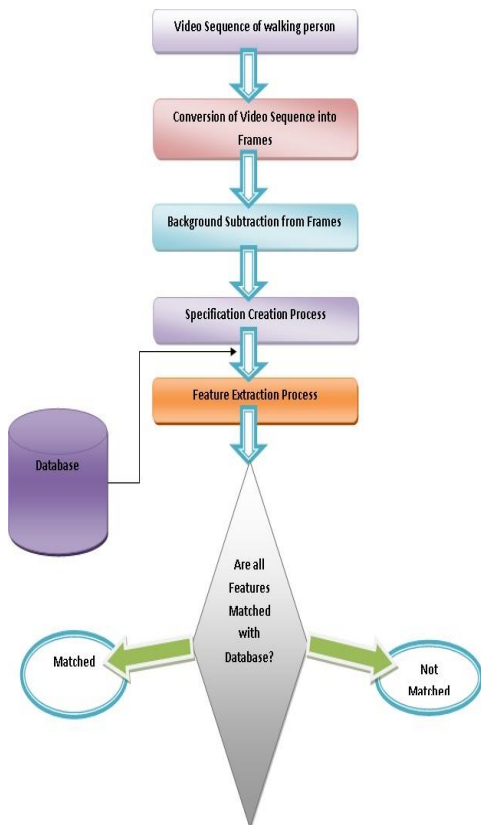 Video Sequence of walking person
Conversion of Video Sequence into
Frames
Background Subtraction from Frames
Specification Creation Process
Feature Extraction Process
Database
Are all
Features
Matched
with
Database?
Matched
Not
Matched